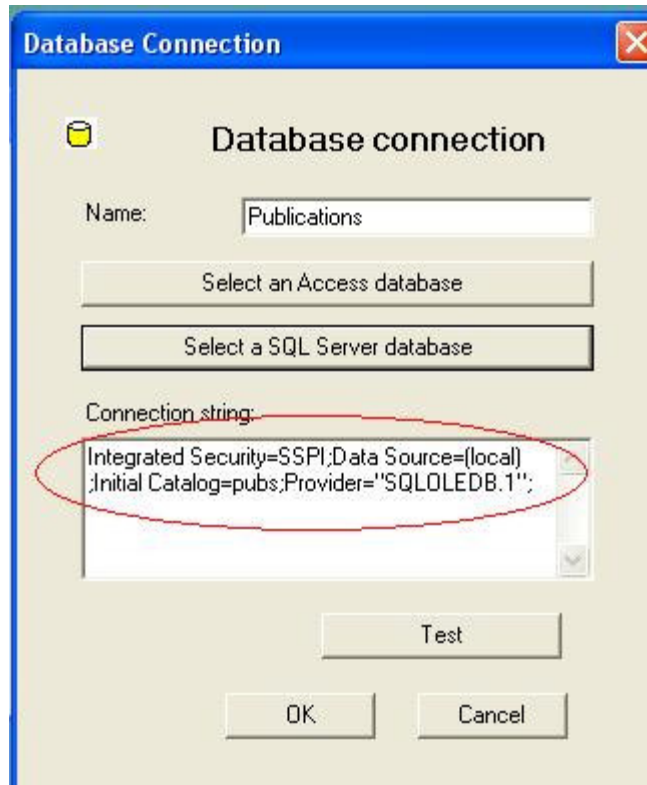 Database Connection
Database connection
Name:
Publications
Select an Access database
Select a SQL Server database
Connection string:
Integrated Security=SSPI;Data Source=(local)
;Initial Catalog=pubs;Provider="SQLOLEDB.1";
Test
OK
Cancel